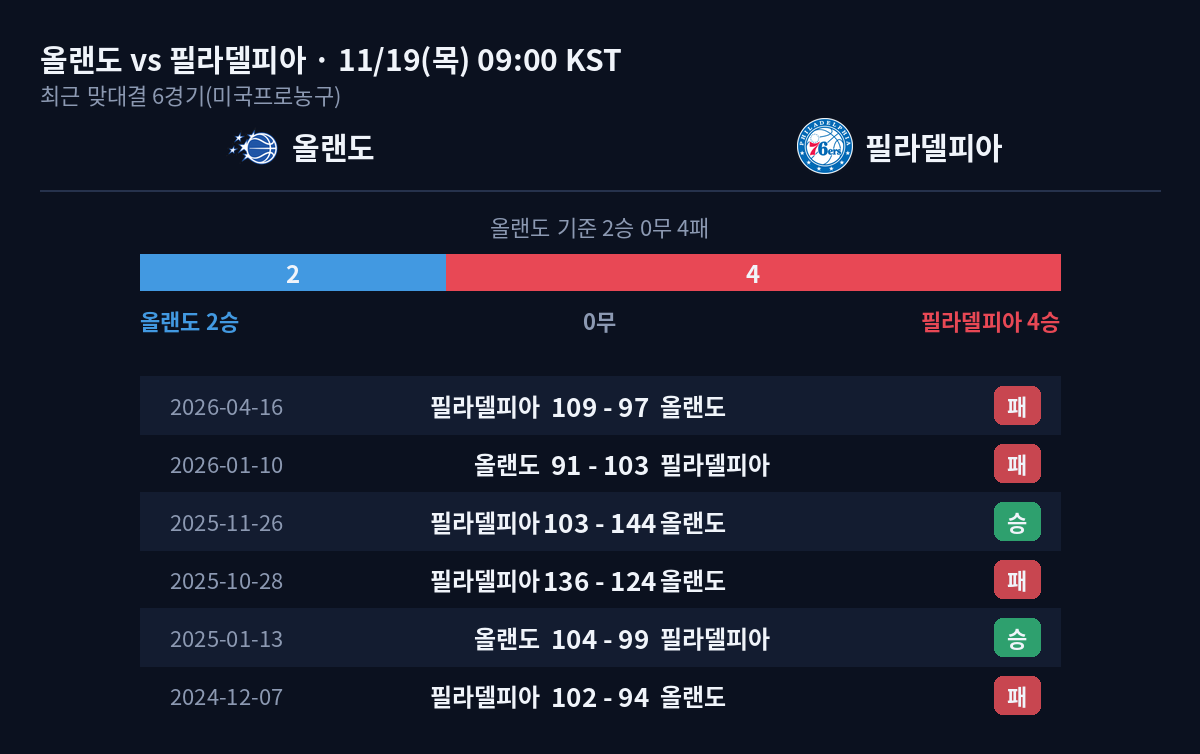 올랜도 vs 필라델피아 · 11/19(목) 09:00 KST
최근 맞대결 6경기(미국프로농구)
올랜도
PHILADELPHIA 76ers 필라델피아
올랜도 기준 2승 0무 4패
2 4
올랜도 2승 0무 필라델피아 4승
2026-04-16 필라델피아 109 - 97 올랜도 패
2026-01-10 올랜도 91 - 103 필라델피아 패
2025-11-26 필라델피아 103 - 144 올랜도 승
2025-10-28 필라델피아 136 - 124 올랜도 패
2025-01-13 올랜도 104 - 99 필라델피아 승
2024-12-07 필라델피아 102 - 94 올랜도 패